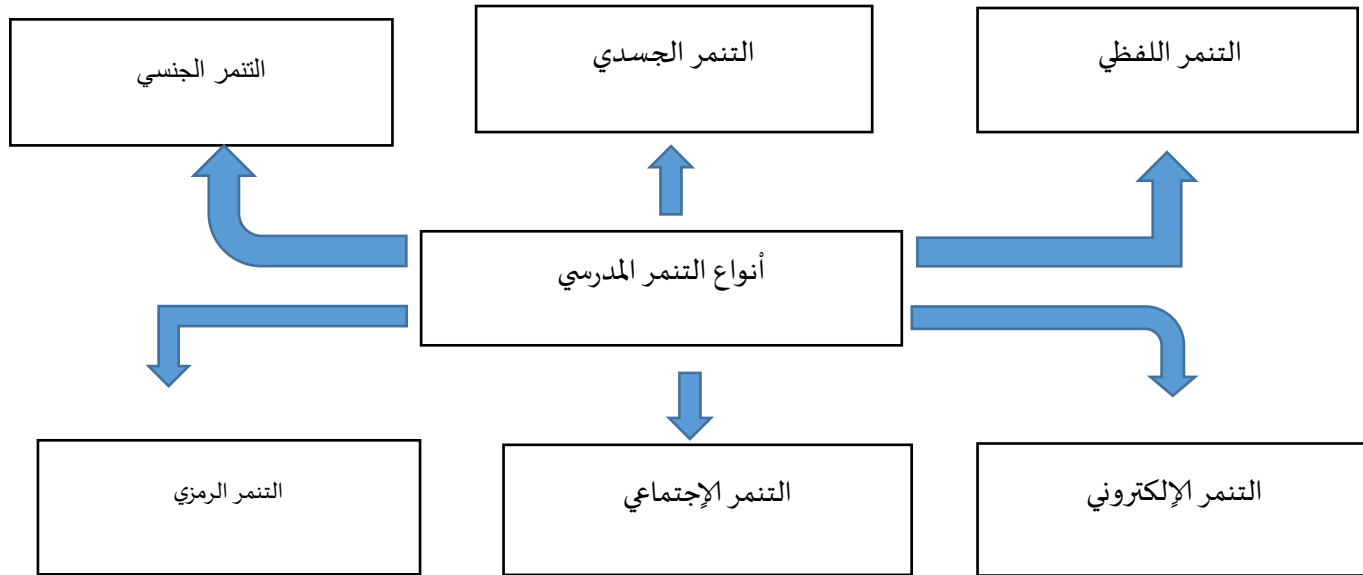 التنمر اللفظي
التنمر الجسدي
التنمر الجنسي
أنواع التنمر المدرسي
التنمر الإلكتروني
التنمر الإجتماعي
التنمر الرمزي